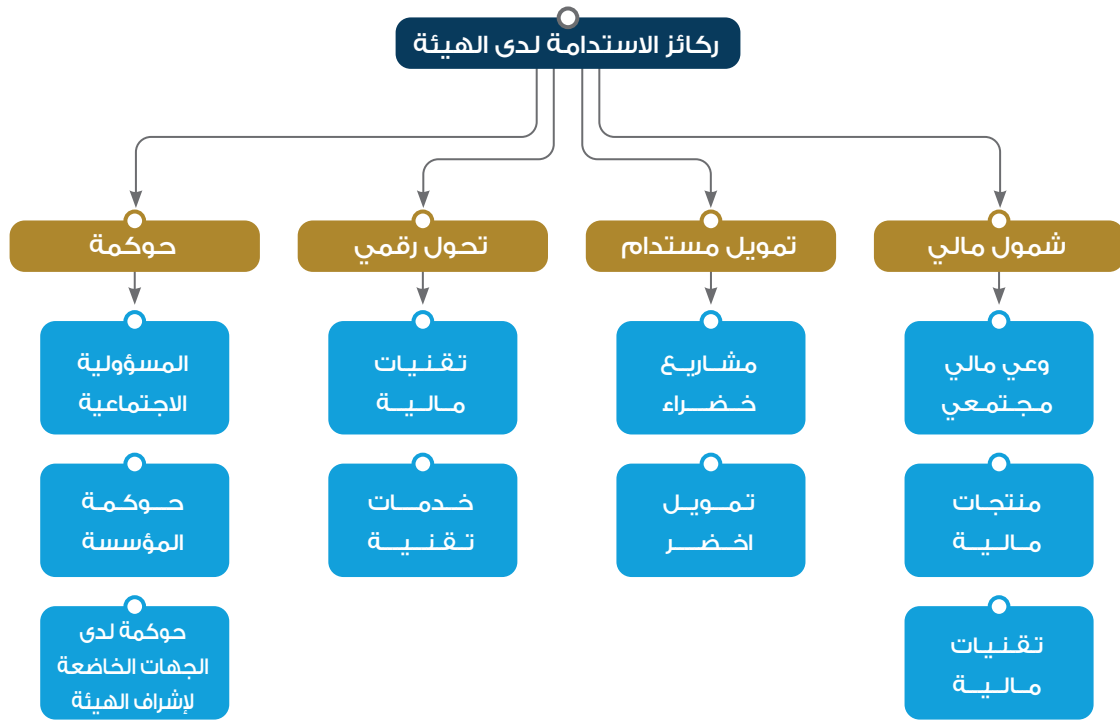 ركائز الاستدامة لدى الهيئة
شمول مالي
تمويل مستدام
تحول رقمي
حوكمة
وعي مالي
مجتمعي
منتجات
مالية
تقنيات
مالية
مشاريع
خضراء
تمويل
اخضر
تقنيات
مالية
خدمات
تقنية
المسؤولية
الاجتماعية
حوكمة
المؤسسة
حوكمة لدى
الجهات الخاضعة
لإشراف الهيئة